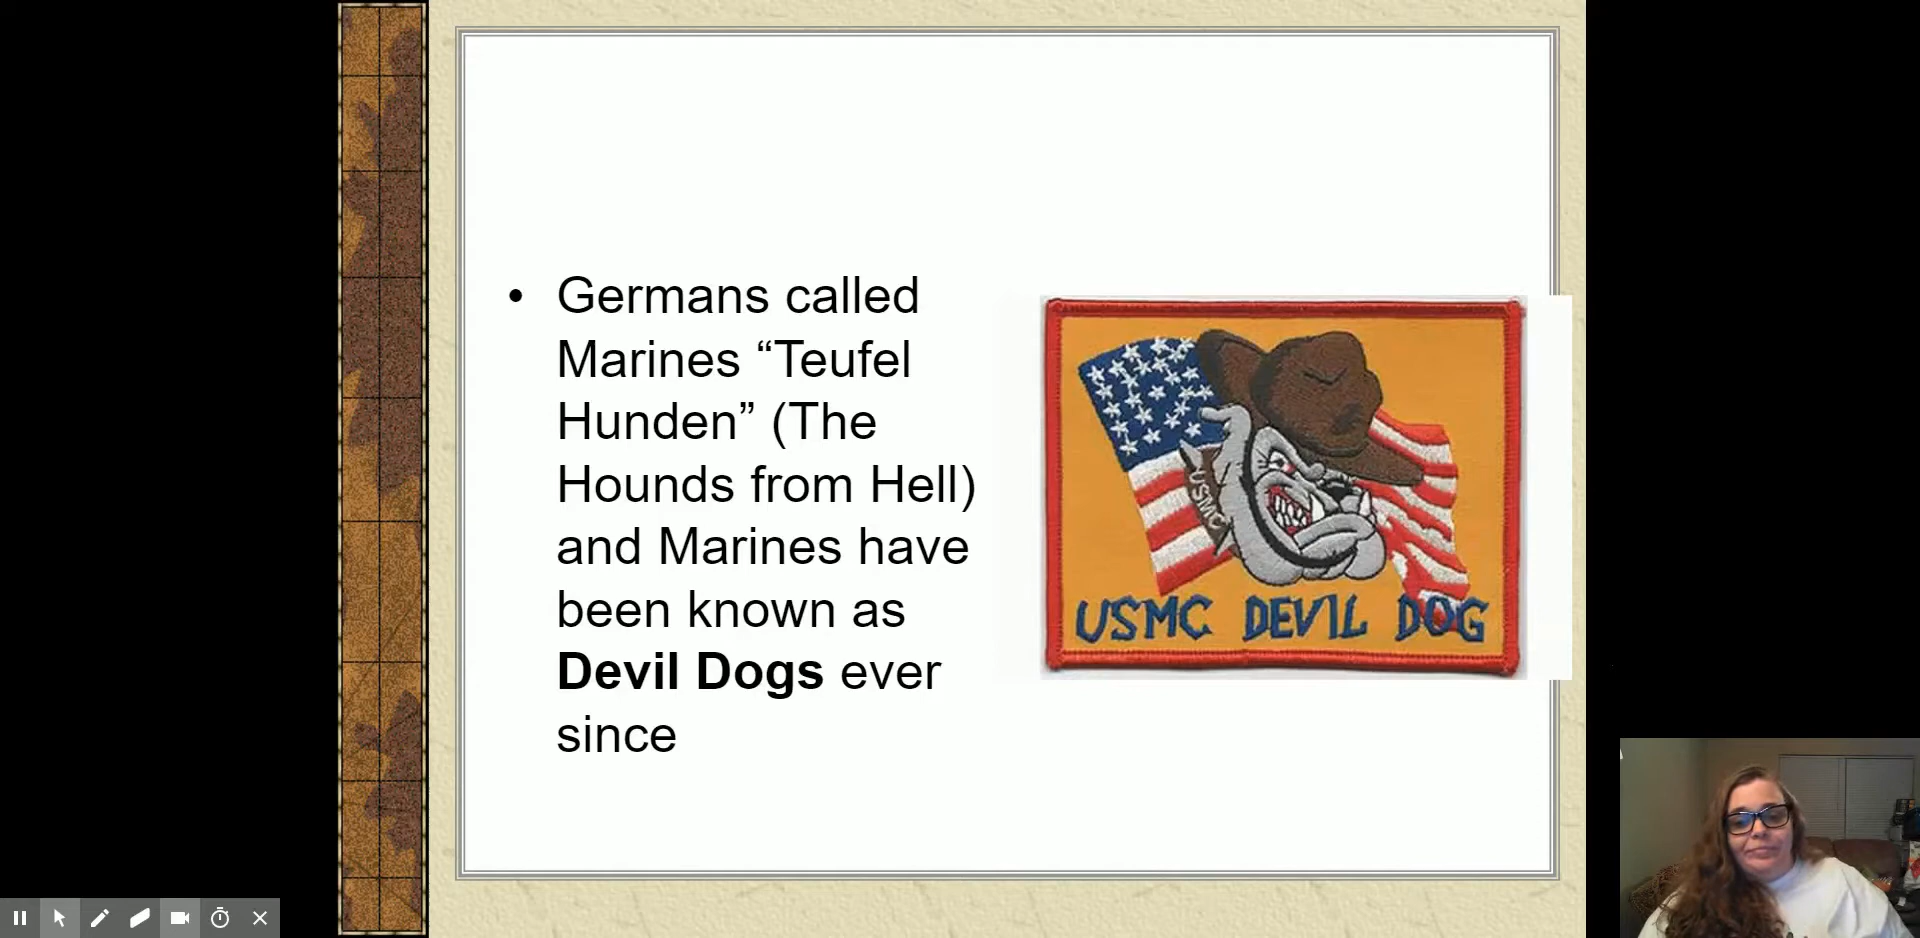 • Germans called
Marines “Teufel
Hunden” (The
Hounds from Hell)
and Marines have
been known as
Devil Dogs ever
since
USMC
USMC DEVIL DOG